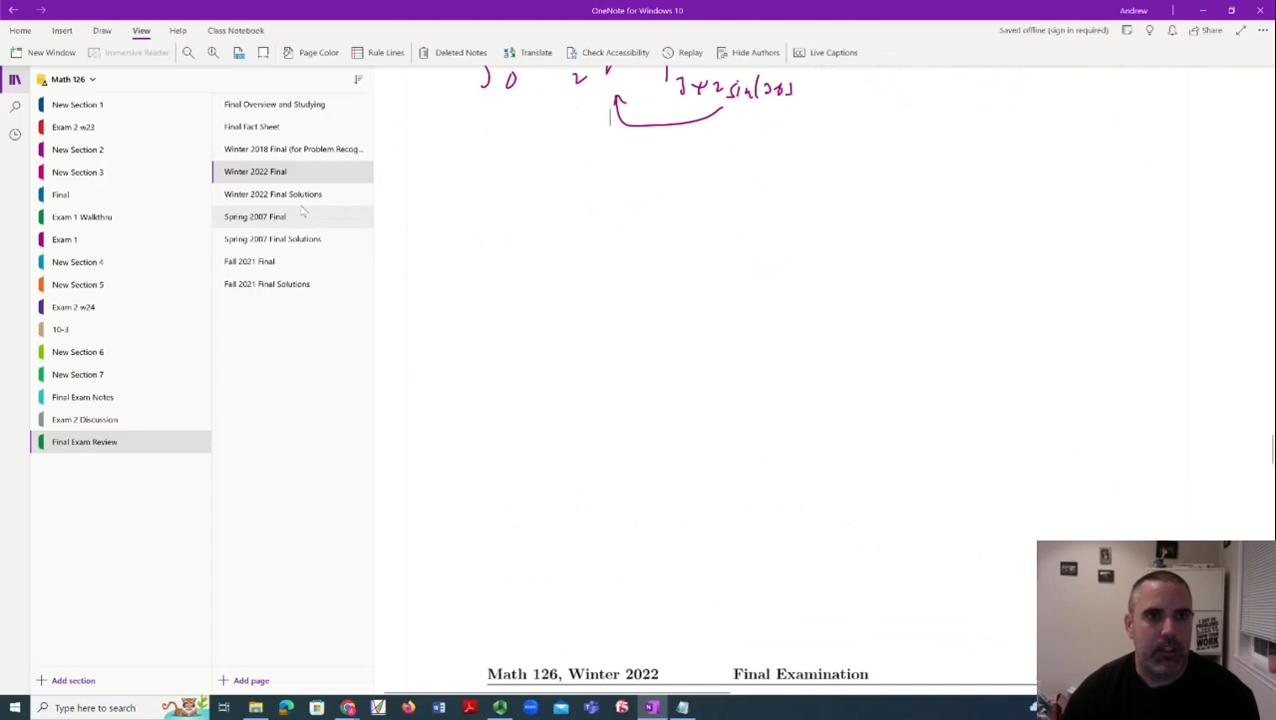 OneNote for Windows 10
Andrew
Home Insert Draw View Help Class Notebook
Saved offline (sign in required) Share
New Window Immersive Reader Page Color Rule Lines Deleted Notes Translate Check Accessibility Replay Hide Authors Live Captions
Math 126
New Section 1
Exam 2 w23
New Section 2
New Section 3
Final
Exam 1 Walkthru
Exam 1
New Section 4
New Section 5
Exam 2 w24
10-3
New Section 6
New Section 7
Final Exam Notes
Exam 2 Discussion
Final Exam Review
Add section
Final Overview and Studying
Final Fact Sheet
Winter 2018 Final (for Problem Recog...
Winter 2022 Final
Winter 2022 Final Solutions
Spring 2007 Final
Spring 2007 Final Solutions
Fall 2021 Final
Fall 2021 Final Solutions
Add page
0 2
3+2sin(
Math 126, Winter 2022 Final Examination
Type here to search